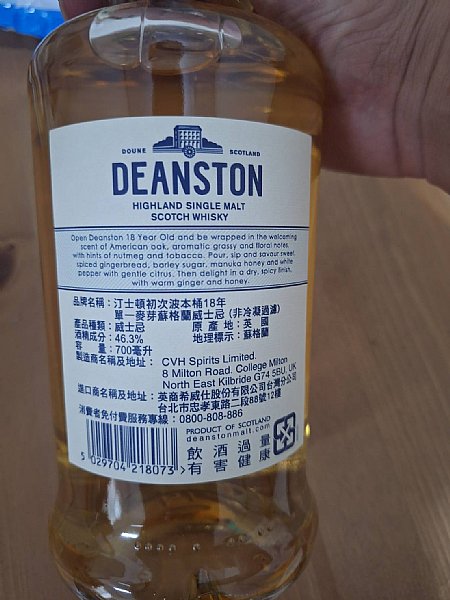 DOUNE SCOTLAND
DEANSTON
HIGHLAND SINGLE MALT
SCOTCH WHISKY
Open Deanston 18 Year Old and be wrapped in the welcoming
scent of American oak, aromatic grassy and floral notes,
with hints of nutmeg and tobacco. Pour, sip and savour sweet,
spiced gingerbread, barley sugar, manuka honey and white
pepper with gentle citrus. Then delight in a dry, spicy finish,
with warm ginger and honey.
品名稱：汀士頓初次波本桶18年
單一麥芽蘇格蘭威士忌 (非冷凝過濾)
產品種類：威士忌 原產地：英國
酒精成分：46.3% 地理標示：蘇格蘭
容量：700毫升
製造商名稱及地址： CVH Spirits Limited.
8 Milton Road. College Milton
North East Kilbride G74 5BU, UK
進口商名稱及地址： 英商希威仕股份有限公司台灣分公司
台北市忠孝東路二段88號12樓
消費者免付費服務專線：0800-808-886
PRODUCT OF SCOTLAND
deanstonmalt.com
飲酒過量
有害健康
5 029704 218073 >